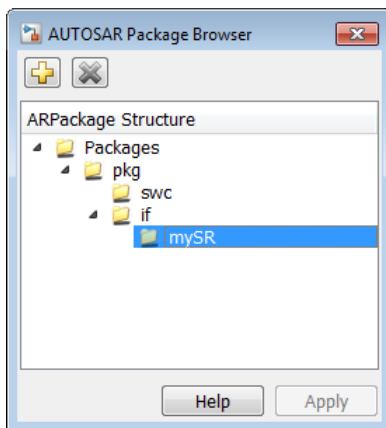 AUTOSAR Package Browser
ARPackage Structure
Packages
pkg
swc
if
mySR
Help Apply